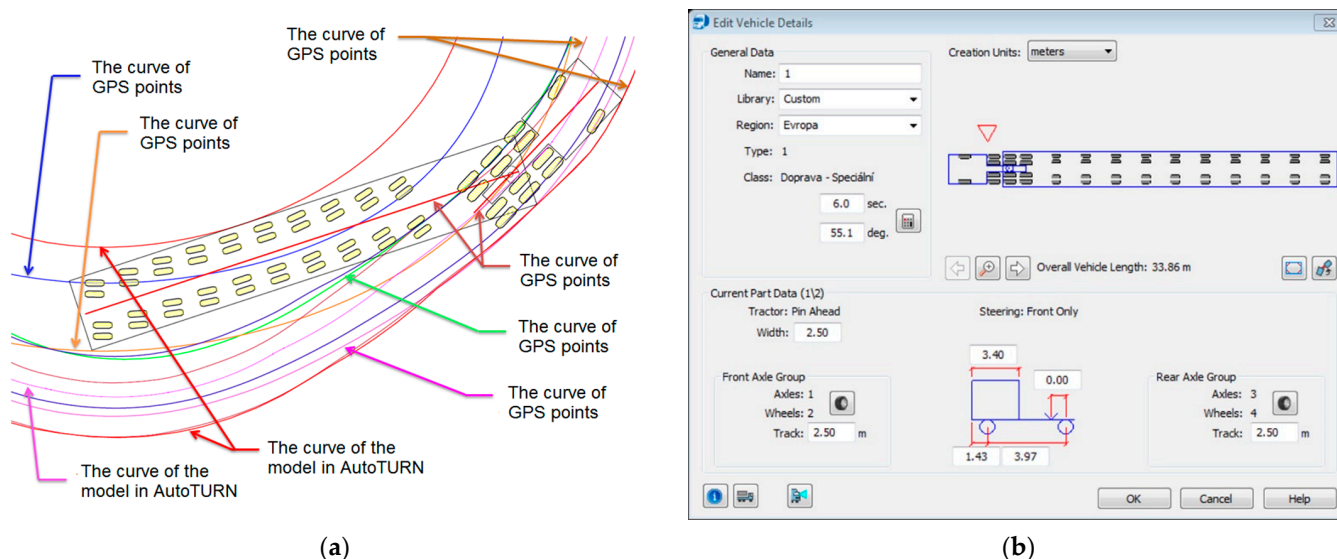 The curve of
GPS points
The curve of
GPS points
The curve of
GPS points
The curve of
GPS points
The curve of
GPS points
The curve of
GPS points
The curve of the
model in AutoTURN
The curve of the
model in AutoTURN
(a)
Edit Vehicle Details
General Data
Name: 1
Library: Custom
Region: Evropa
Type: 1
Class: Doprava - Speciální
6.0 sec.
55.1 deg.
Creation Units: meters
Overall Vehicle Length: 33.86 m
Current Part Data (1\2)
Tractor: Pin Ahead
Width: 2.50
Steering: Front Only
Front Axle Group
Axles: 1
Wheels: 2
Track: 2.50 m
3.40
0.00
1.43 3.97
Rear Axle Group
Axles: 3
Wheels: 4
Track: 2.50 m
OK Cancel Help
(b)